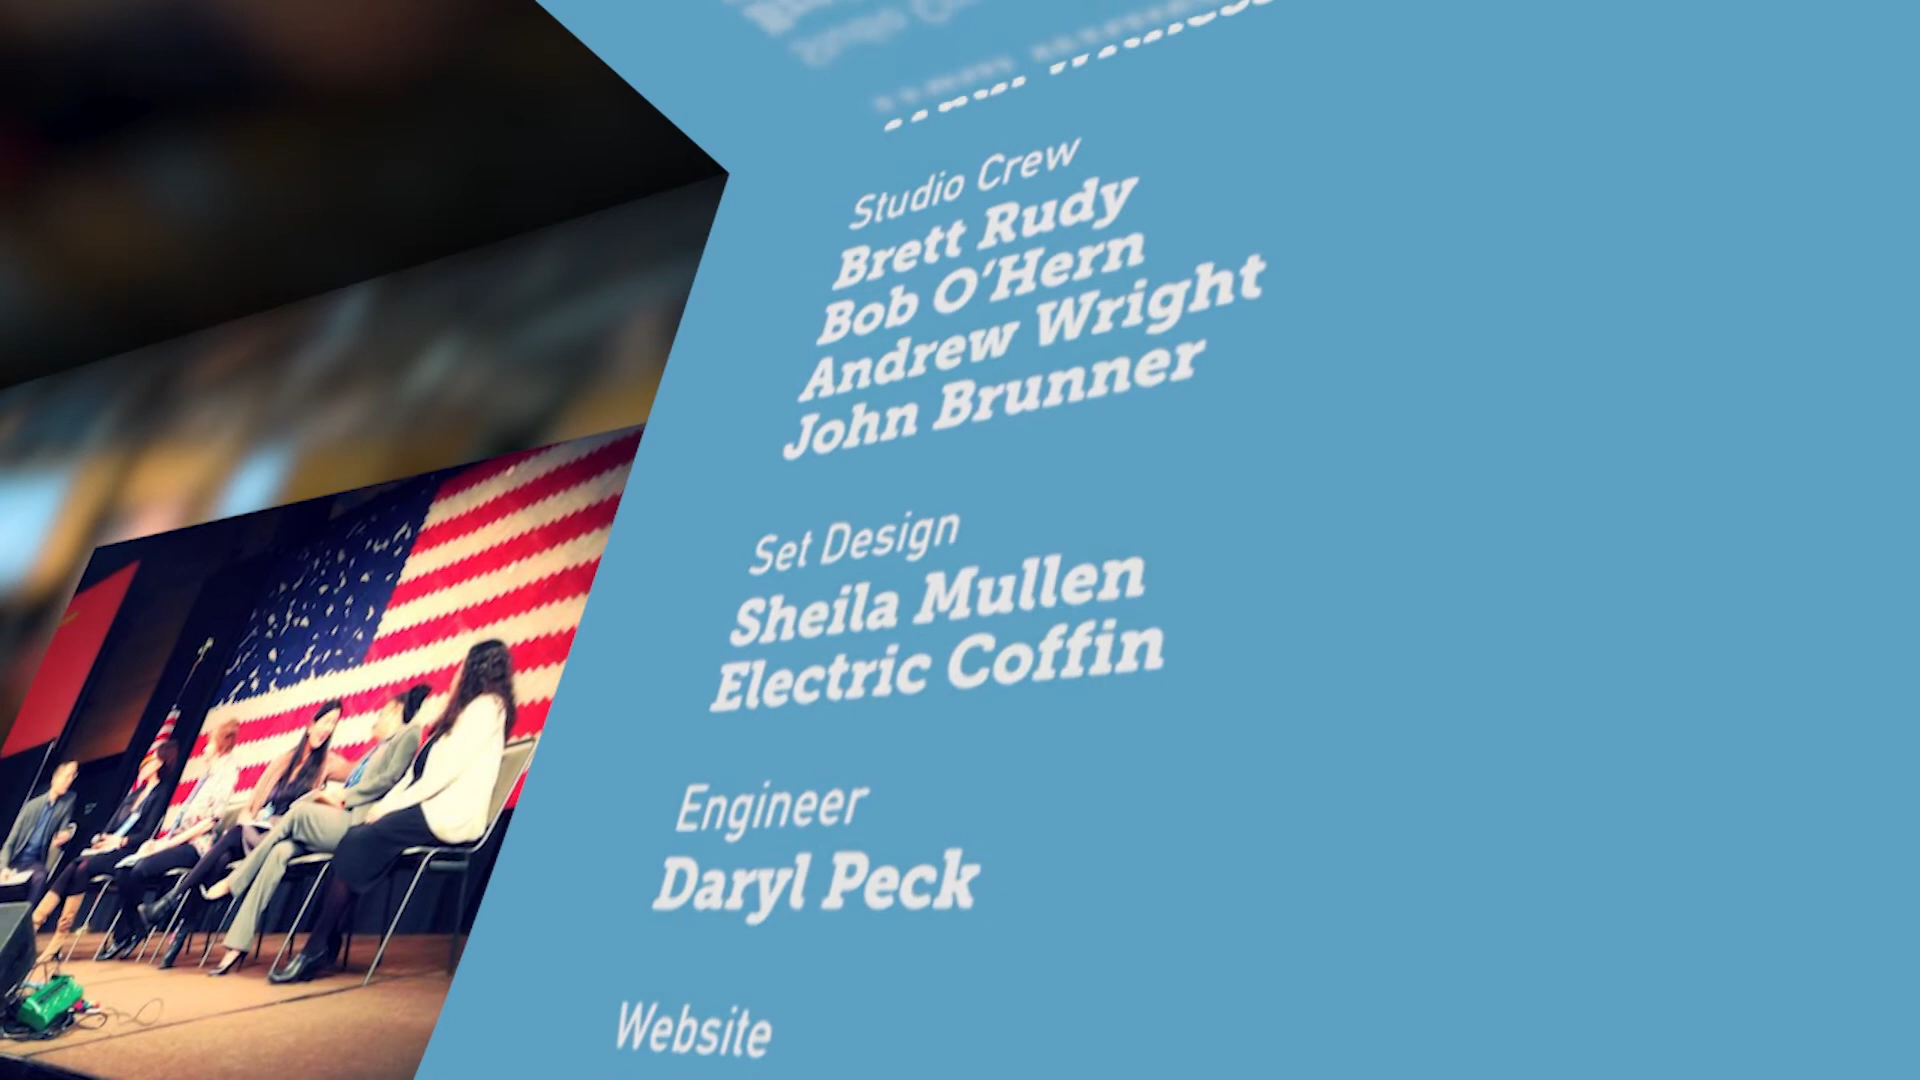 Studio Crew
Brett Rudy
Bob O'Hern
Andrew Wright
John Brunner
Set Design
Sheila Mullen
Electric Coffin
Engineer
Daryl Peck
Website